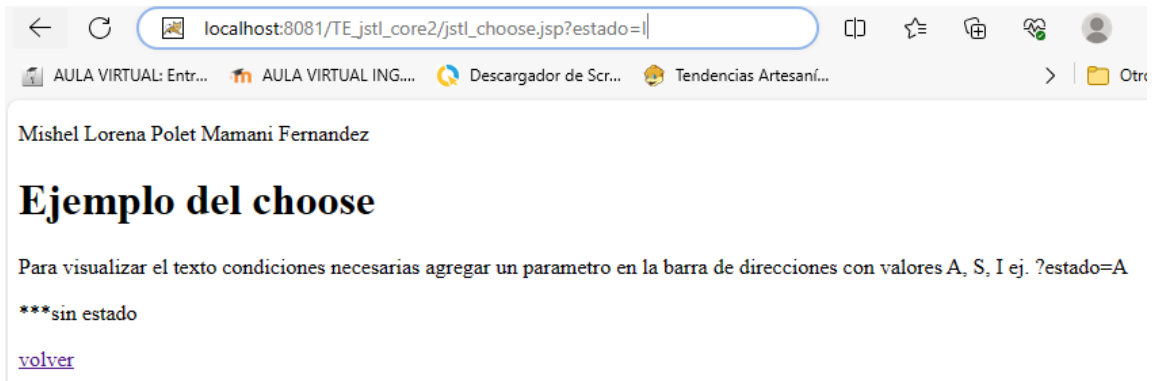 localhost:8081/TE_jstl_core2/jstl_choose.jsp?estado=I
AULA VIRTUAL: Entr... AULA VIRTUAL ING.... Descargador de Scr... Tendencias Artesaní... Otro
Mishel Lorena Polet Mamani Fernandez
Ejemplo del choose
Para visualizar el texto condiciones necesarias agregar un parametro en la barra de direcciones con valores A, S, I ej. ?estado=A
***sin estado
volver